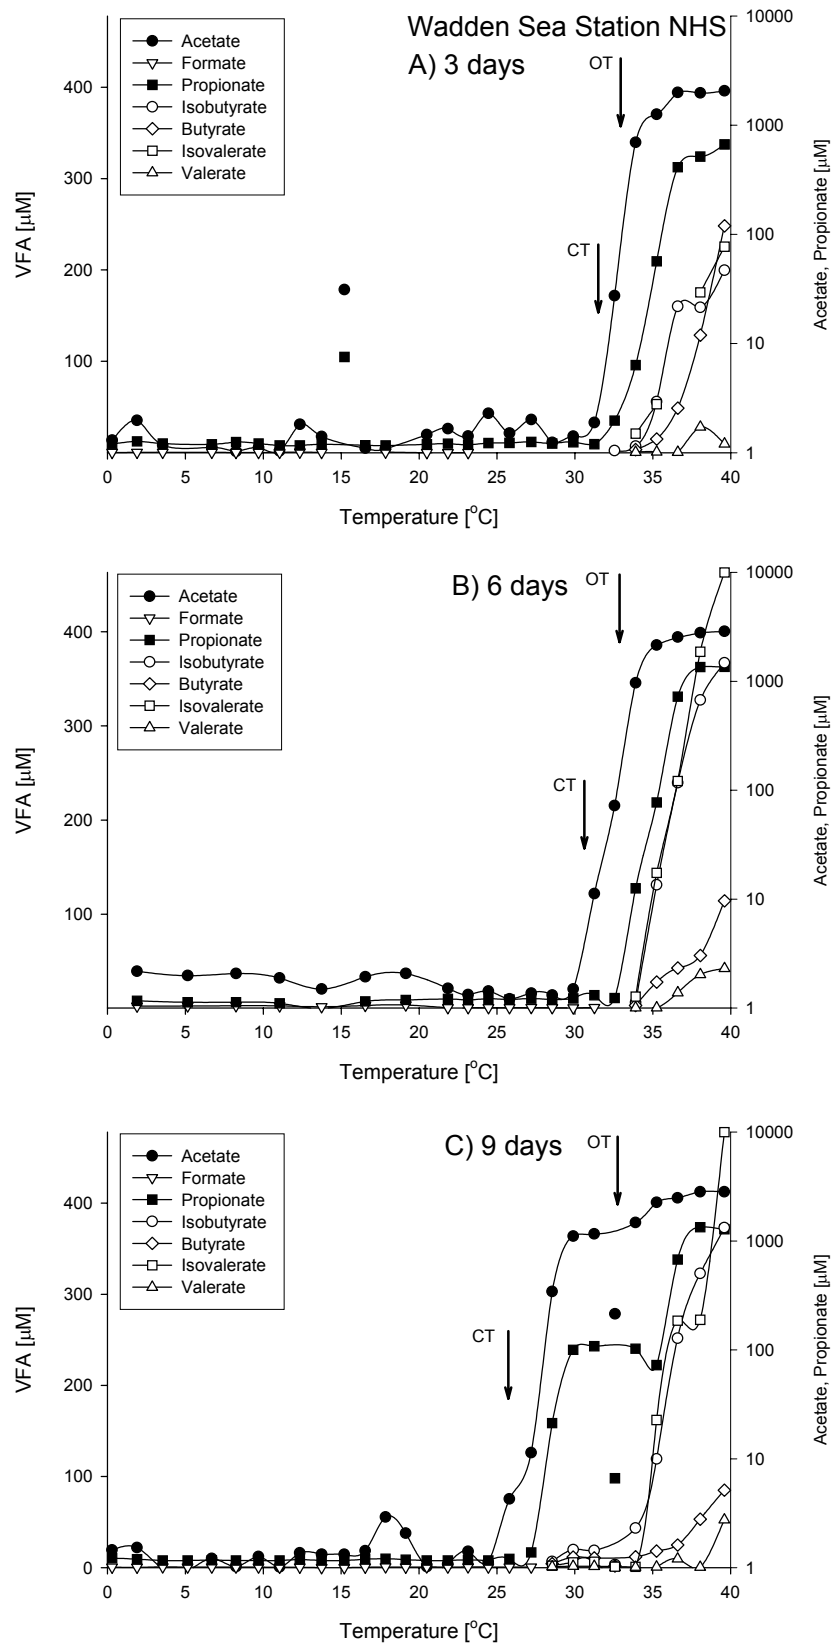 Wadden Sea Station NHS
A) 3 days
Acetate
Formate
Propionate
Isobutyrate
Butyrate
Isovalerate
Valerate
OT
CT
VFA [µM]
400
300
200
100
10000
1000
100
10
1
Acetate, Propionate [µM]
0 5 10 15 20 25 30 35 40
Temperature [°C]
B) 6 days
Acetate
Formate
Propionate
Isobutyrate
Butyrate
Isovalerate
Valerate
OT
CT
VFA [µM]
400
300
200
100
10000
1000
100
10
1
Acetate, Propionate [µM]
0 5 10 15 20 25 30 35 40
Temperature [°C]
C) 9 days
Acetate
Formate
Propionate
Isobutyrate
Butyrate
Isovalerate
Valerate
OT
CT
VFA [µM]
400
300
200
100
0
10000
1000
100
10
1
Acetate, Propionate [µM]
0 5 10 15 20 25 30 35 40
Temperature [°C]